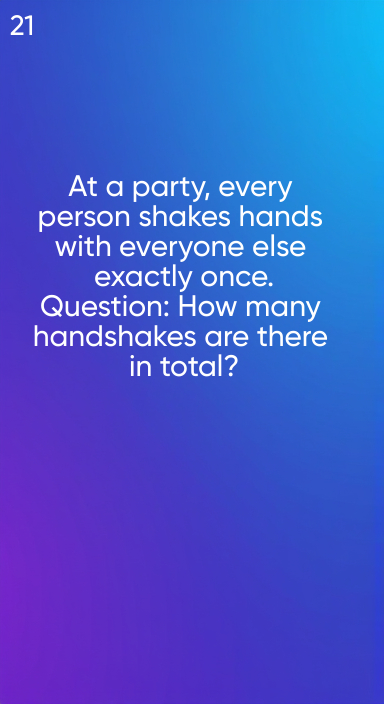 21
At a party, every
person shakes hands
with everyone else
exactly once.
Question: How many
handshakes are there
in total?